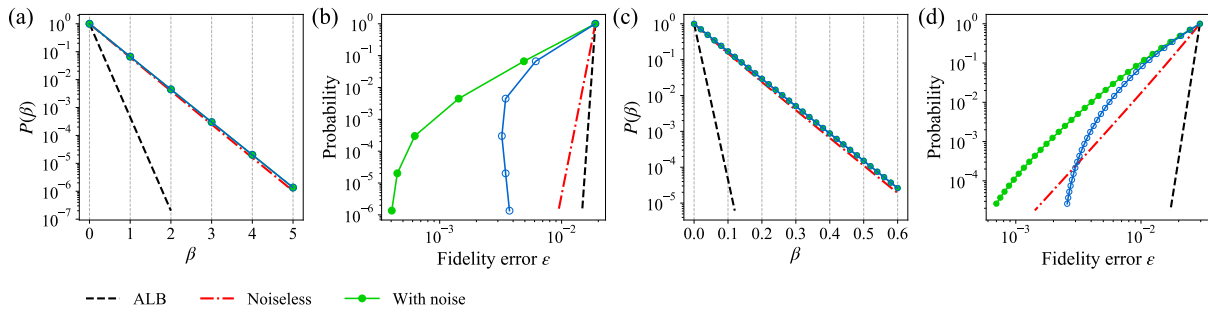 (a)
10^0
10^-1
10^-2
10^-3
10^-4
10^-5
10^-6
10^-7
P(β)
0 1 2 3 4 5
β
(b)
10^0
10^-1
10^-2
10^-3
10^-4
10^-5
10^-6
Probability
10^-3 10^-2
Fidelity error ε
(c)
10^0
10^-1
10^-2
10^-3
10^-4
10^-5
P(β)
0.0 0.1 0.2 0.3 0.4 0.5 0.6
β
(d)
10^0
10^-1
10^-2
10^-3
10^-4
Probability
10^-3 10^-2
Fidelity error ε
ALB Noiseless With noise